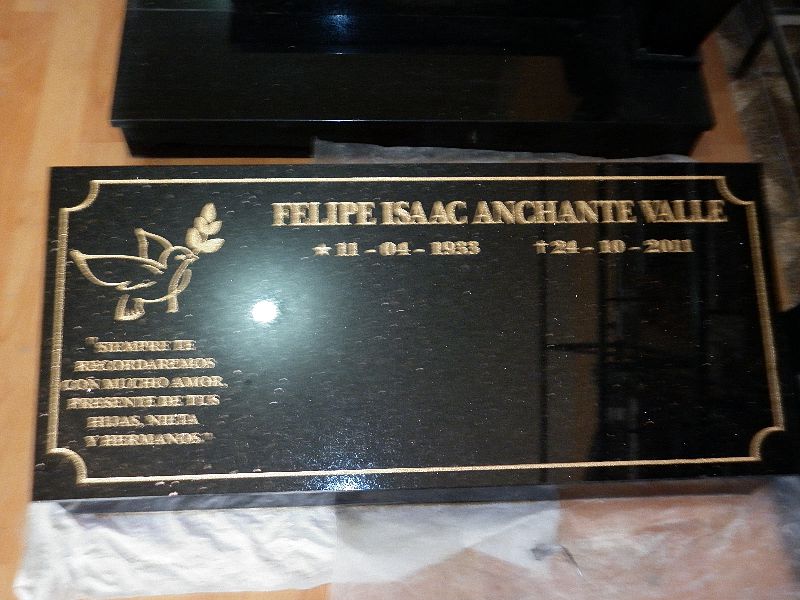 FELIPE ISAAC ANCHANTE VALLE
★ 11 - 04 - 1933 ✝ 24 - 10 - 2011
"SIEMPRE TE
RECORDAREMOS
CON MUCHO AMOR,
PRESENTE DE TUS
HIJAS, NIETA
Y HERMANOS."